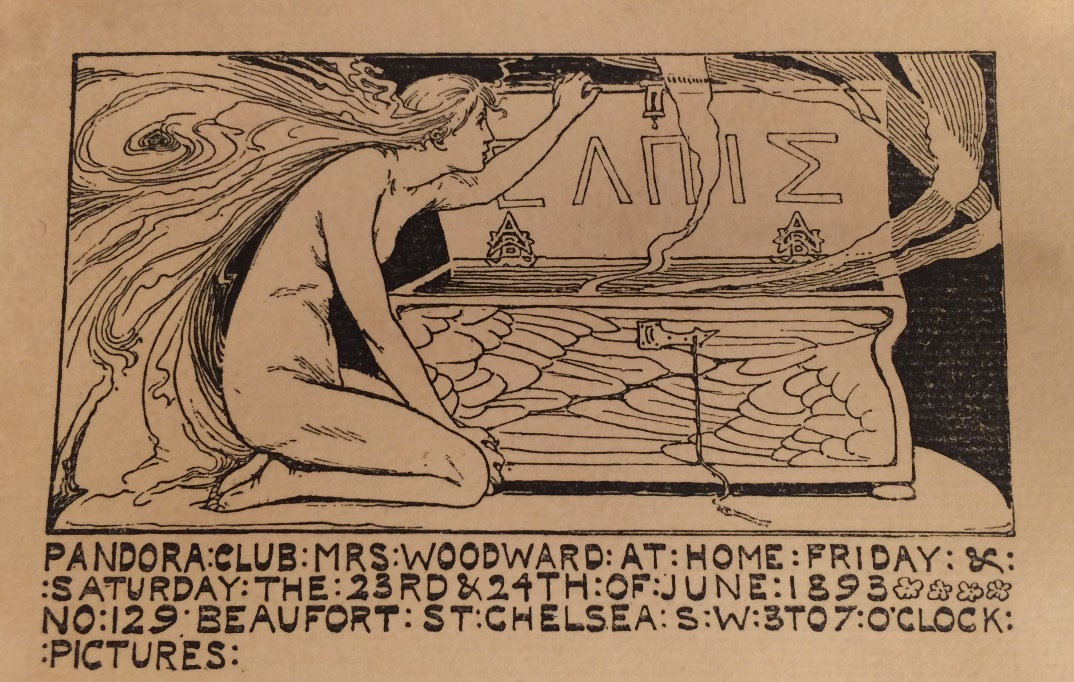 ΕΛΠΙΣ
PANDORA:CLUB:MRS:WOODWARD:AT:HOME:FRIDAY:&:
:SATURDAY:THE:23RD&24TH:OF:JUNE:1893
NO:129:BEAUFORT:ST:CHELSEA:S:W:3TO7:O'CLOCK:
:PICTURES: